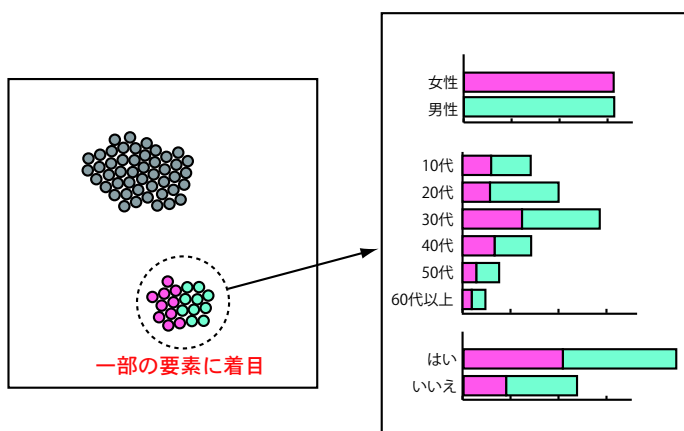 女性
男性
10代
20代
30代
40代
50代
60代以上
はい
いいえ
一部の要素に着目